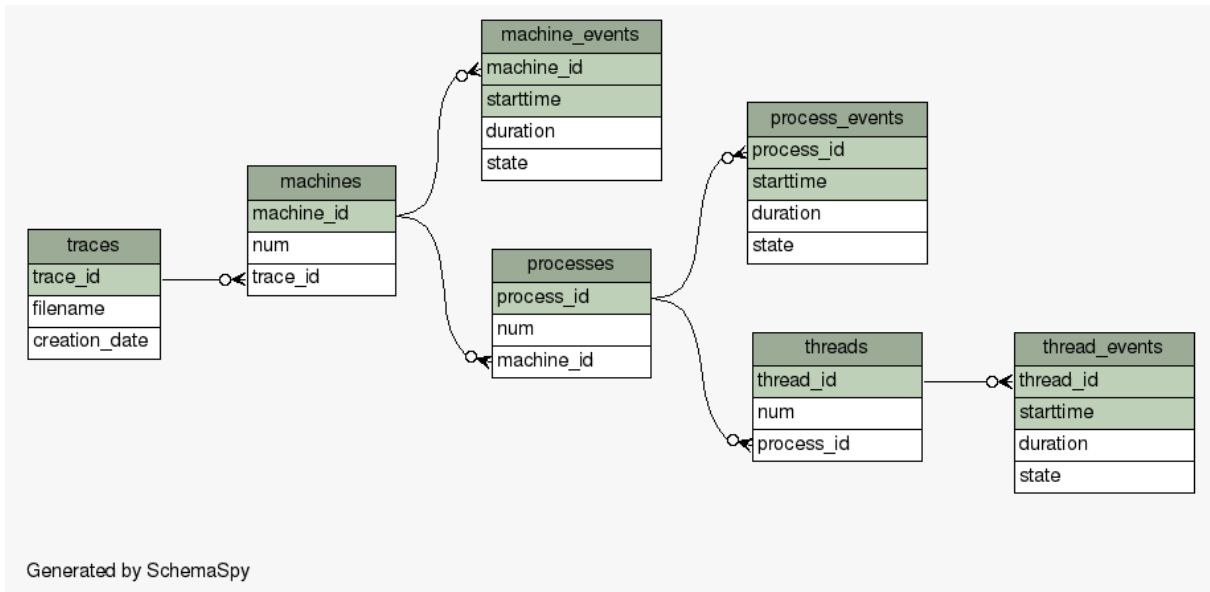 machine_events
machine_id
starttime
duration
state
process_events
process_id
starttime
duration
state
machines
machine_id
num
trace_id
traces
trace_id
filename
creation_date
processes
process_id
num
machine_id
threads
thread_id
num
process_id
thread_events
thread_id
starttime
duration
state
Generated by SchemaSpy